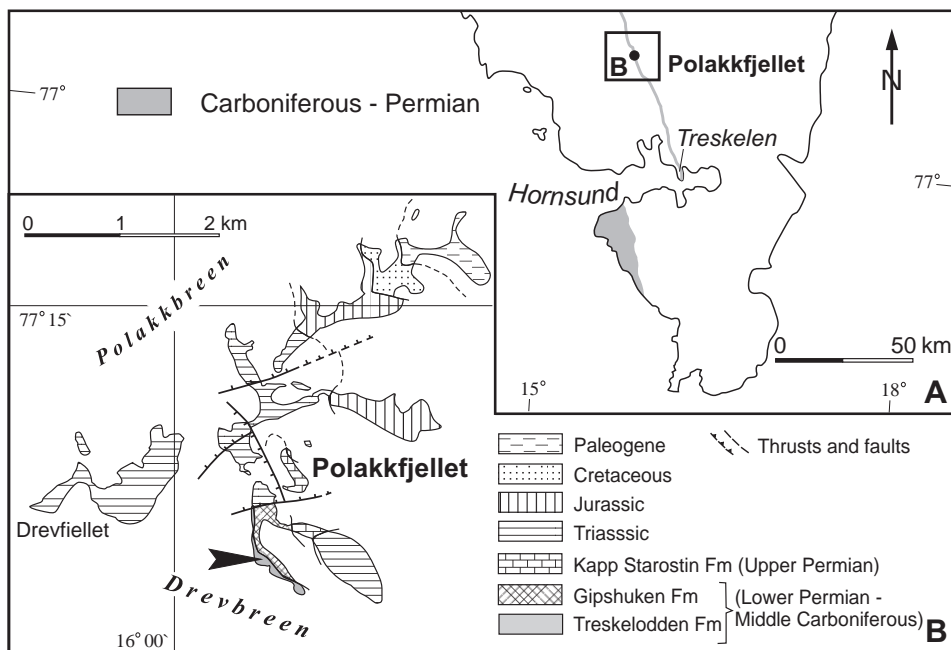 77°
Carboniferous - Permian
B
Polakkfjellet
N
Treskelen
Hornsund
77°
0 50 km
15°
18°
A
0 1 2 km
Polakkbreen
77° 15`
Polakkfjellet
Drevfiellet
Drevbreen
16° 00`
Paleogene
Thrusts and faults
Cretaceous
Jurassic
Triasssic
Kapp Starostin Fm (Upper Permian)
Gipshuken Fm
(Lower Permian -
Treskelodden Fm
Middle Carboniferous)
B